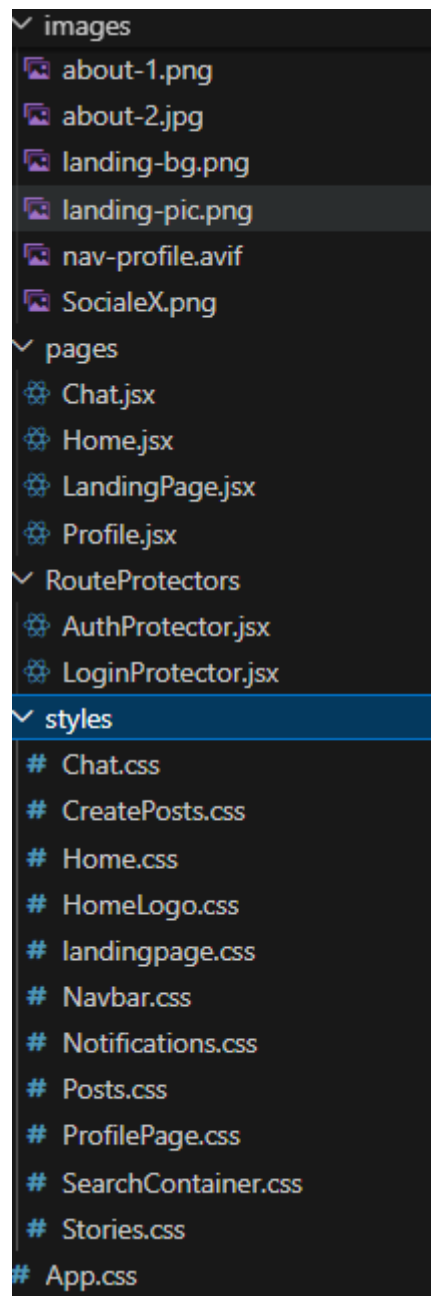 images
about-1.png
about-2.jpg
landing-bg.png
landing-pic.png
nav-profile.avif
SocialeX.png
pages
Chat.jsx
Home.jsx
LandingPage.jsx
Profile.jsx
RouteProtectors
AuthProtector.jsx
LoginProtector.jsx
styles
# Chat.css
# CreatePosts.css
# Home.css
# HomeLogo.css
# landingpage.css
# Navbar.css
# Notifications.css
# Posts.css
# ProfilePage.css
# SearchContainer.css
# Stories.css
# App.css